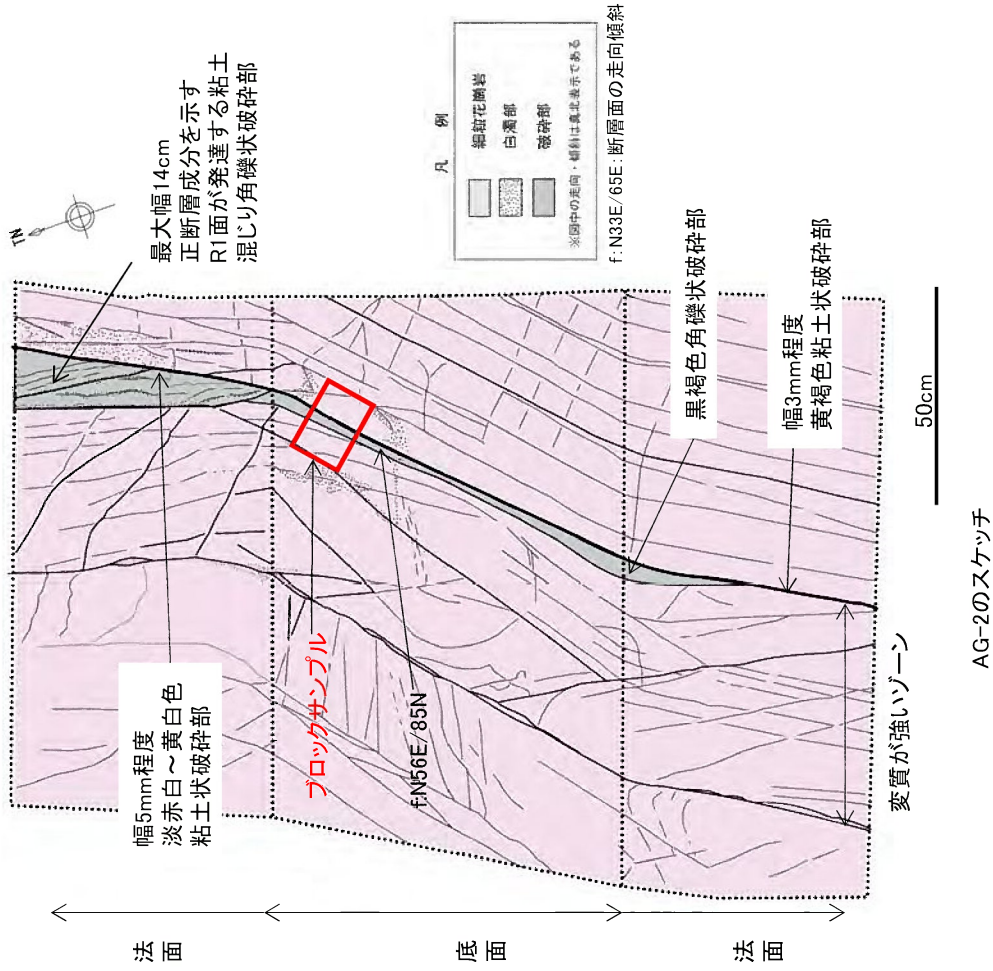 最大幅14cm
正断層成分を示す
R1面が発達する粘土
混じり角礫状破砕部
TN
凡 例
細粒花崗岩
白濁部
破砕部
※図中の走向・傾斜は真北表示である
f:N33E/65E:断層面の走向傾斜
幅5mm程度
淡赤白～黄白色
粘土状破砕部
ブロックサンプル
f:N56E/85N
黒褐色角礫状破砕部
幅3mm程度
黄褐色粘土状破砕部
変質が強いゾーン
50cm
法面
底面
法面
AG-2のスケッチ